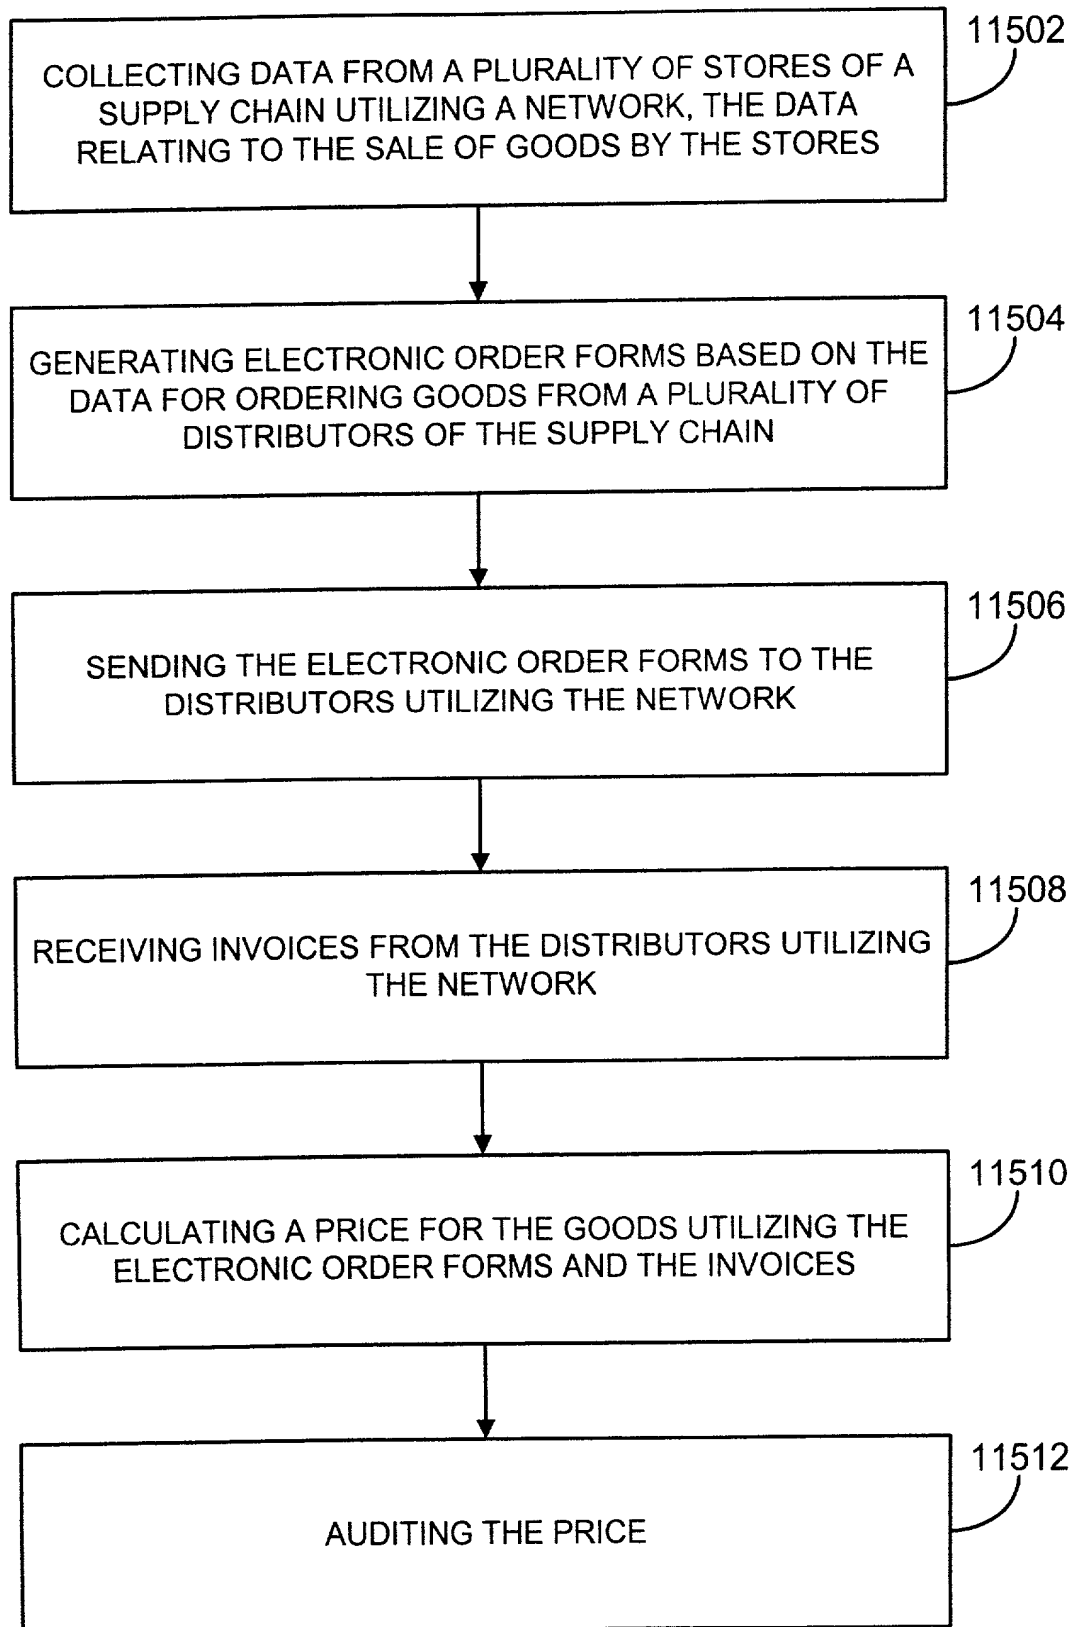 11502
COLLECTING DATA FROM A PLURALITY OF STORES OF A
SUPPLY CHAIN UTILIZING A NETWORK, THE DATA
RELATING TO THE SALE OF GOODS BY THE STORES
11504
GENERATING ELECTRONIC ORDER FORMS BASED ON THE
DATA FOR ORDERING GOODS FROM A PLURALITY OF
DISTRIBUTORS OF THE SUPPLY CHAIN
11506
SENDING THE ELECTRONIC ORDER FORMS TO THE
DISTRIBUTORS UTILIZING THE NETWORK
11508
RECEIVING INVOICES FROM THE DISTRIBUTORS UTILIZING
THE NETWORK
11510
CALCULATING A PRICE FOR THE GOODS UTILIZING THE
ELECTRONIC ORDER FORMS AND THE INVOICES
11512
AUDITING THE PRICE